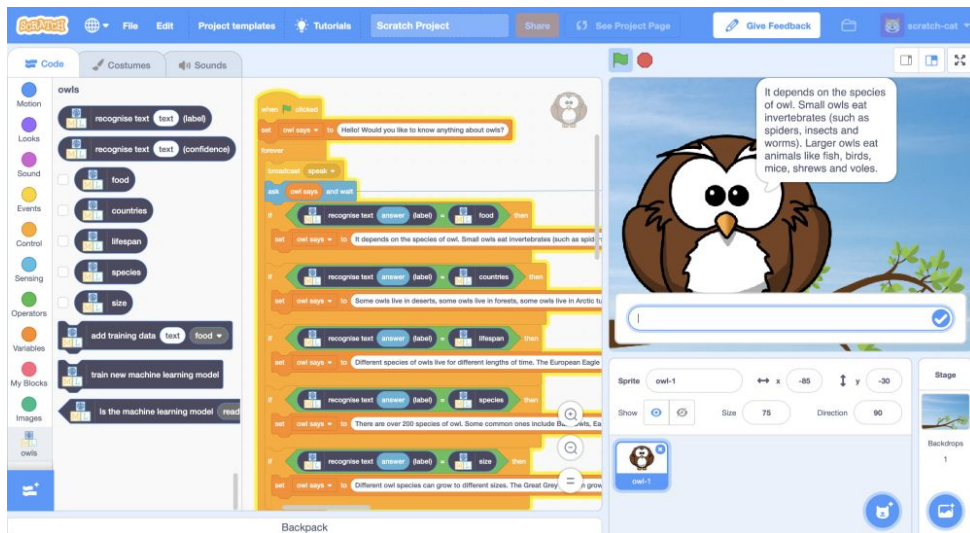 SCRATCH File Edit Project templates Tutorials Scratch Project Share See Project Page Give Feedback scratch-cat
Code Costumes Sounds
Motion
Looks
Sound
Events
Control
Sensing
Operators
Variables
My Blocks
Images
owls
owls
recognise text text (label)
recognise text text (confidence)
food
countries
lifespan
species
size
add training data text food
train new machine learning model
Is the machine learning model read
when clicked
set owl says to Hello! Would you like to know anything about owls?
forever
broadcast speak
ask owl says and wait
if recognise text answer (label) = food then
set owl says to It depends on the species of owl. Small owls eat invertebrates (such as
if recognise text answer (label) = countries then
set owl says to Some owls live in deserts, some owls live in forests, some owls live in Arctic
if recognise text answer (label) = lifespan then
set owl says to Different species of owls live for different lengths of time. The European Eagle
if recognise text answer (label) = species then
set owl says to There are over 200 species of owl. Some common ones include
if recognise text answer (label) = size then
set owl says to Different owl species can grow to different sizes. The Great Grey
Backpack
It depends on the species
of owl. Small owls eat
invertebrates (such as
spiders, insects and
worms). Larger owls eat
animals like fish, birds,
mice, shrews and voles.
Sprite owl-1 x -85 y -30
Show Size 75 Direction 90
owl-1
Stage
Backdrops
1